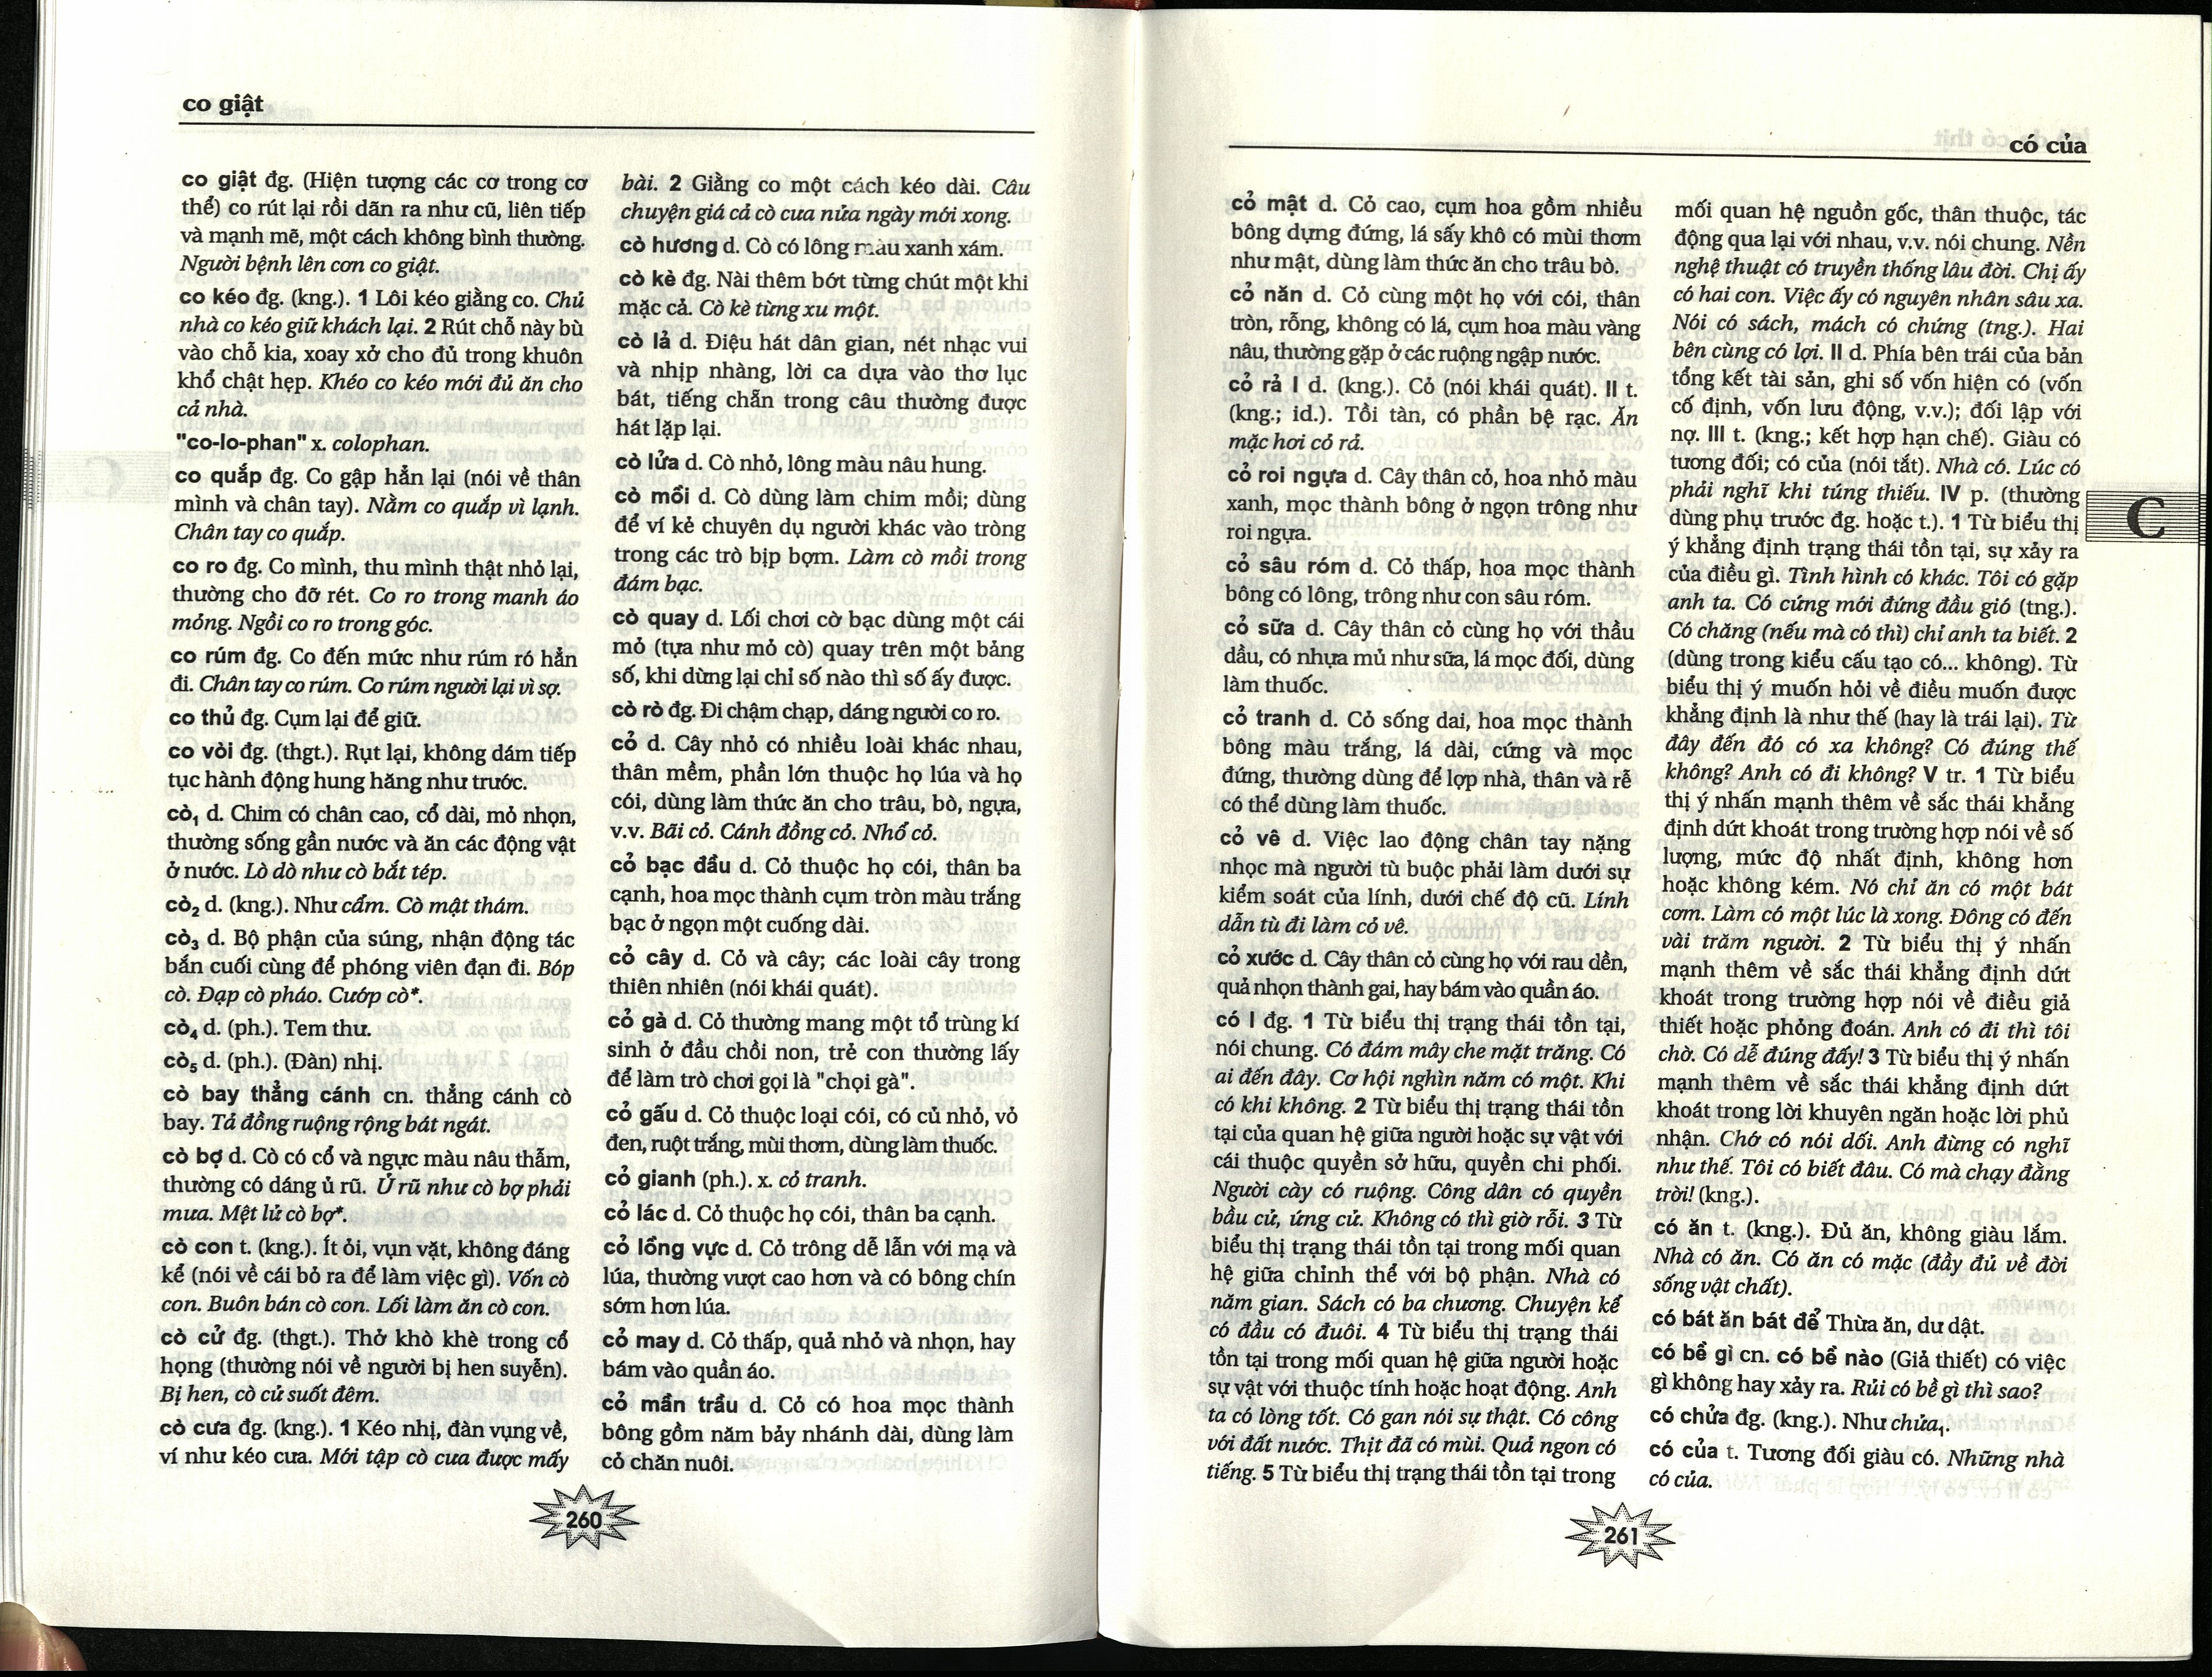 co giật
co giật đg. (Hiện tượng các cơ trong cơ
thể) co rút lại rồi dãn ra như cũ, liên tiếp
và mạnh mẽ, một cách không bình thường.
Người bệnh lên cơn co giật.
co kéo đg. (kng.). 1 Lôi kéo giằng co. Chủ
nhà co kéo giữ khách lại. 2 Rút chỗ này bù
vào chỗ kia, xoay xở cho đủ trong khuôn
khổ chật hẹp. Khéo co kéo mới đủ ăn cho
cả nhà.
"co-lo-phan" x. colophan.
co quắp đg. Co gập hẳn lại (nói về thân
mình và chân tay). Nằm co quắp vì lạnh.
Chân tay co quắp.
co ro đg. Co mình, thu mình thật nhỏ lại,
thường cho đỡ rét. Co ro trong manh áo
mỏng. Ngồi co ro trong góc.
co rúm đg. Co đến mức như rúm ró hẳn
đi. Chân tay co rúm. Co rúm người lại vì sợ.
co thủ đg. Cụm lại để giữ.
co vòi đg. (thgt.). Rụt lại, không dám tiếp
tục hành động hung hăng như trước.
cò₁ d. Chim có chân cao, cổ dài, mỏ nhọn,
thường sống gần nước và ăn các động vật
ở nước. Lò dò như cò bắt tép.
cò₂ d. (kng.). Như cẩm. Cò mật thám.
cò₃ d. Bộ phận của súng, nhận động tác
bắn cuối cùng để phóng viên đạn đi. Bóp
cò. Đạp cò pháo. Cướp cò*.
cò₄ d. (ph.). Tem thư.
cò₅ d. (ph.). (Đàn) nhị.
cò bay thẳng cánh cn. thẳng cánh cò
bay. Tả đồng ruộng rộng bát ngát.
cò bợ d. Cò có cổ và ngực màu nâu thẫm,
thường có dáng ủ rũ. Ủ rũ như cò bợ phải
mưa. Mệt lử cò bợ*.
cò con t. (kng.). Ít ỏi, vụn vặt, không đáng
kể (nói về cái bỏ ra để làm việc gì). Vốn cò
con. Buôn bán cò con. Lối làm ăn cò con.
cò cử đg. (thgt.). Thở khò khè trong cổ
họng (thường nói về người bị hen suyễn).
Bị hen, cò cử suốt đêm.
cò cưa đg. (kng.). 1 Kéo nhị, đàn vụng về,
ví như kéo cưa. Mới tập cò cưa được mấy
bài. 2 Giằng co một cách kéo dài. Câu
chuyện giá cả cò cưa nửa ngày mới xong.
cò hương d. Cò có lông màu xanh xám.
cò kè đg. Nài thêm bớt từng chút một khi
mặc cả. Cò kè từng xu một.
cò lả d. Điệu hát dân gian, nét nhạc vui
và nhịp nhàng, lời ca dựa vào thơ lục
bát, tiếng chẵn trong câu thường được
hát lặp lại.
cò lửa d. Cò nhỏ, lông màu nâu hung.
cò mồi d. Cò dùng làm chim mồi; dùng
để ví kẻ chuyên dụ người khác vào tròng
trong các trò bịp bợm. Làm cò mồi trong
đám bạc.
cò quay d. Lối chơi cờ bạc dùng một cái
mỏ (tựa như mỏ cò) quay trên một bảng
số, khi dừng lại chỉ số nào thì số ấy được.
cò rò đg. Đi chậm chạp, dáng người co ro.
cỏ d. Cây nhỏ có nhiều loài khác nhau,
thân mềm, phần lớn thuộc họ lúa và họ
cói, dùng làm thức ăn cho trâu, bò, ngựa,
v.v. Bãi cỏ. Cánh đồng cỏ. Nhổ cỏ.
cỏ bạc đầu d. Cỏ thuộc họ cói, thân ba
cạnh, hoa mọc thành cụm tròn màu trắng
bạc ở ngọn một cuống dài.
cỏ cây d. Cỏ và cây; các loài cây trong
thiên nhiên (nói khái quát).
cỏ gà d. Cỏ thường mang một tổ trùng kí
sinh ở đầu chồi non, trẻ con thường lấy
để làm trò chơi gọi là "chọi gà".
cỏ gấu d. Cỏ thuộc loại cói, có củ nhỏ, vỏ
đen, ruột trắng, mùi thơm, dùng làm thuốc.
cỏ gianh (ph.). x. cỏ tranh.
cỏ lác d. Cỏ thuộc họ cói, thân ba cạnh.
cỏ lồng vực d. Cỏ trông dễ lẫn với mạ và
lúa, thường vượt cao hơn và có bông chín
sớm hơn lúa.
cỏ may d. Cỏ thấp, quả nhỏ và nhọn, hay
bám vào quần áo.
cỏ mần trầu d. Cỏ có hoa mọc thành
bông gồm năm bảy nhánh dài, dùng làm
cỏ chăn nuôi.
260
có của
cỏ mật d. Cỏ cao, cụm hoa gồm nhiều
bông dựng đứng, lá sấy khô có mùi thơm
như mật, dùng làm thức ăn cho trâu bò.
cỏ năn d. Cỏ cùng một họ với cói, thân
tròn, rỗng, không có lá, cụm hoa màu vàng
nâu, thường gặp ở các ruộng ngập nước.
cỏ rả I d. (kng.). Cỏ (nói khái quát). II t.
(kng.; id.). Tồi tàn, có phần bệ rạc. Ăn
mặc hơi cỏ rả.
cỏ roi ngựa d. Cây thân cỏ, hoa nhỏ màu
xanh, mọc thành bông ở ngọn trông như
roi ngựa.
cỏ sâu róm d. Cỏ thấp, hoa mọc thành
bông có lông, trông như con sâu róm.
cỏ sữa d. Cây thân cỏ cùng họ với thầu
dầu, có nhựa mủ như sữa, lá mọc đối, dùng
làm thuốc.
cỏ tranh d. Cỏ sống dai, hoa mọc thành
bông màu trắng, lá dài, cứng và mọc
đứng, thường dùng để lợp nhà, thân và rễ
có thể dùng làm thuốc.
cỏ vê d. Việc lao động chân tay nặng
nhọc mà người tù buộc phải làm dưới sự
kiểm soát của lính, dưới chế độ cũ. Lính
dẫn tù đi làm cỏ vê.
cỏ xước d. Cây thân cỏ cùng họ với rau dền,
quả nhọn thành gai, hay bám vào quần áo.
có I đg. 1 Từ biểu thị trạng thái tồn tại,
nói chung. Có đám mây che mặt trăng. Có
ai đến đây. Cơ hội nghìn năm có một. Khi
có khi không. 2 Từ biểu thị trạng thái tồn
tại của quan hệ giữa người hoặc sự vật với
cái thuộc quyền sở hữu, quyền chi phối.
Người cày có ruộng. Công dân có quyền
bầu cử, ứng cử. Không có thì giờ rỗi. 3 Từ
biểu thị trạng thái tồn tại trong mối quan
hệ giữa chỉnh thể với bộ phận. Nhà có
năm gian. Sách có ba chương. Chuyện kể
có đầu có đuôi. 4 Từ biểu thị trạng thái
tồn tại trong mối quan hệ giữa người hoặc
sự vật với thuộc tính hoặc hoạt động. Anh
ta có lòng tốt. Có gan nói sự thật. Có công
với đất nước. Thịt đã có mùi. Quả ngon có
tiếng. 5 Từ biểu thị trạng thái tồn tại trong
mối quan hệ nguồn gốc, thân thuộc, tác
động qua lại với nhau, v.v. nói chung. Nền
nghệ thuật có truyền thống lâu đời. Chị ấy
có hai con. Việc ấy có nguyên nhân sâu xa.
Nói có sách, mách có chứng (tng.). Hai
bên cùng có lợi. II d. Phía bên trái của bản
tổng kết tài sản, ghi số vốn hiện có (vốn
cố định, vốn lưu động, v.v.); đối lập với
nợ. III t. (kng.; kết hợp hạn chế). Giàu có
tương đối; có của (nói tắt). Nhà có. Lúc có
phải nghĩ khi túng thiếu. IV p. (thường
dùng phụ trước đg. hoặc t.). 1 Từ biểu thị
ý khẳng định trạng thái tồn tại, sự xảy ra
của điều gì. Tình hình có khác. Tôi có gặp
anh ta. Có cứng mới đứng đầu gió (tng.).
Có chăng (nếu mà có thì) chỉ anh ta biết. 2
(dùng trong kiểu cấu tạo có... không). Từ
biểu thị ý muốn hỏi về điều muốn được
khẳng định là như thế (hay là trái lại). Từ
đây đến đó có xa không? Có đúng thế
không? Anh có đi không? V tr. 1 Từ biểu
thị ý nhấn mạnh thêm về sắc thái khẳng
định dứt khoát trong trường hợp nói về số
lượng, mức độ nhất định, không hơn
hoặc không kém. Nó chỉ ăn có một bát
cơm. Làm có một lúc là xong. Đông có đến
vài trăm người. 2 Từ biểu thị ý nhấn
mạnh thêm về sắc thái khẳng định dứt
khoát trong trường hợp nói về điều giả
thiết hoặc phỏng đoán. Anh có đi thì tôi
chờ. Có dễ đúng đấy! 3 Từ biểu thị ý nhấn
mạnh thêm về sắc thái khẳng định dứt
khoát trong lời khuyên ngăn hoặc lời phủ
nhận. Chớ có nói dối. Anh đừng có nghĩ
như thế. Tôi có biết đâu. Có mà chạy đằng
trời! (kng.).
có ăn t. (kng.). Đủ ăn, không giàu lắm.
Nhà có ăn. Có ăn có mặc (đầy đủ về đời
sống vật chất).
có bát ăn bát để Thừa ăn, dư dật.
có bề gì cn. có bề nào (Giả thiết) có việc
gì không hay xảy ra. Rủi có bề gì thì sao?
có chửa đg. (kng.). Như chửa₁.
có của t. Tương đối giàu có. Những nhà
có của.
C
261